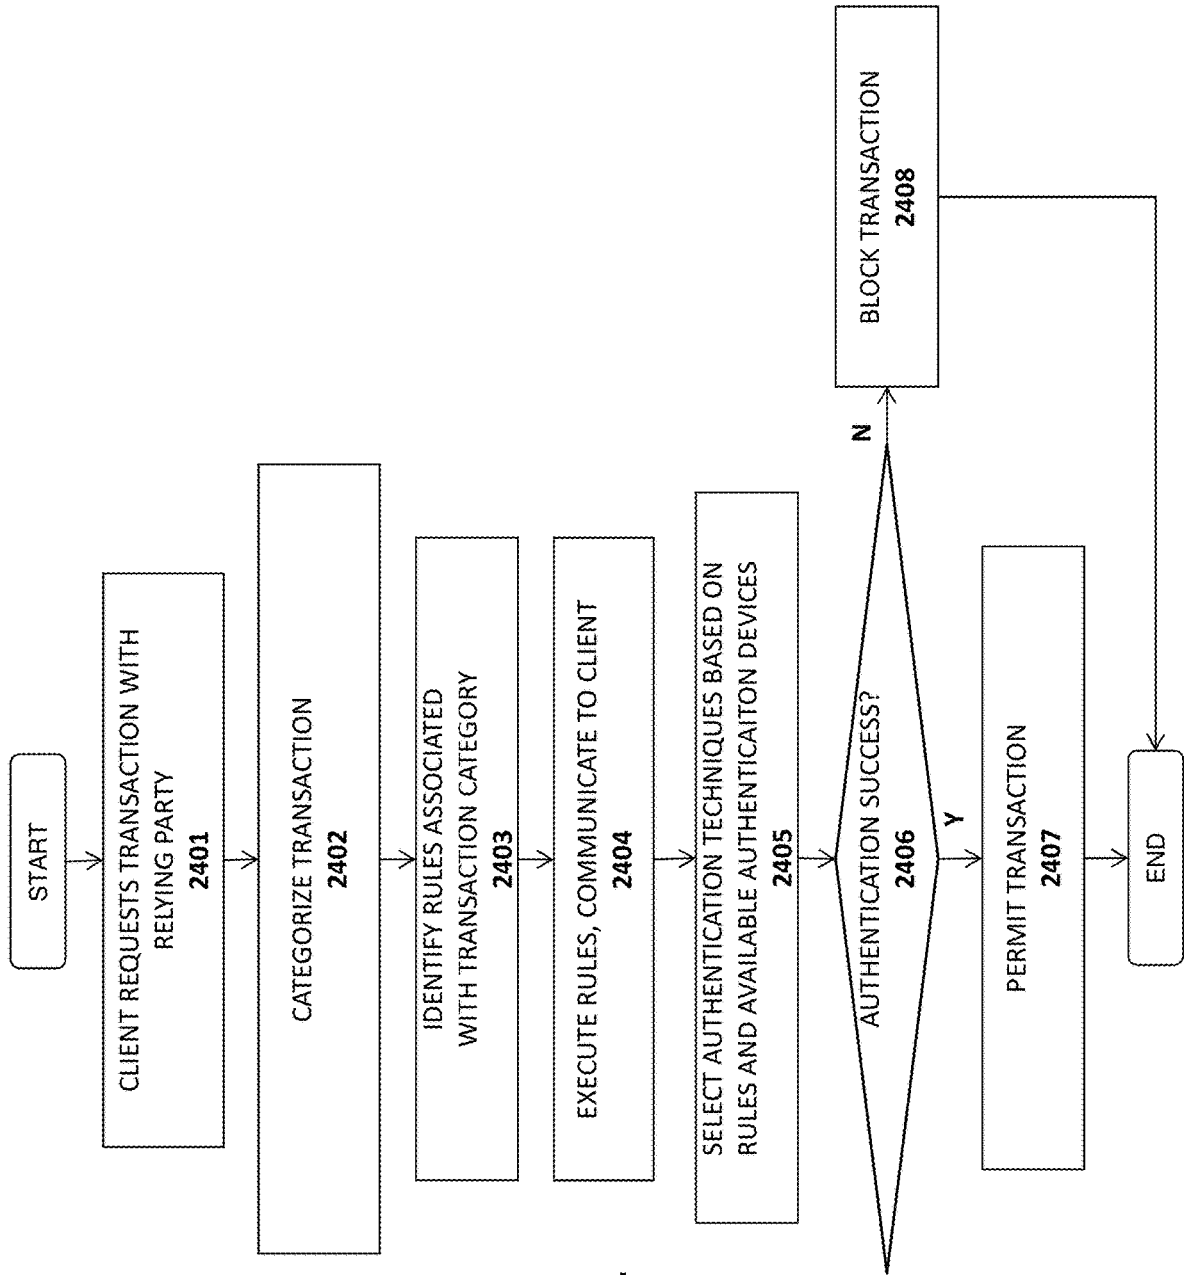 START
CLIENT REQUESTS TRANSACTION WITH
RELYING PARTY
2401
CATEGORIZE TRANSACTION
2402
IDENTIFY RULES ASSOCIATED
WITH TRANSACTION CATEGORY
2403
EXECUTE RULES, COMMUNICATE TO CLIENT
2404
SELECT AUTHENTICATION TECHNIQUES BASED ON
RULES AND AVAILABLE AUTHENTICAITON DEVICES
2405
AUTHENTICATION SUCCESS?
2406
N
BLOCK TRANSACTION
2408
Y
PERMIT TRANSACTION
2407
END